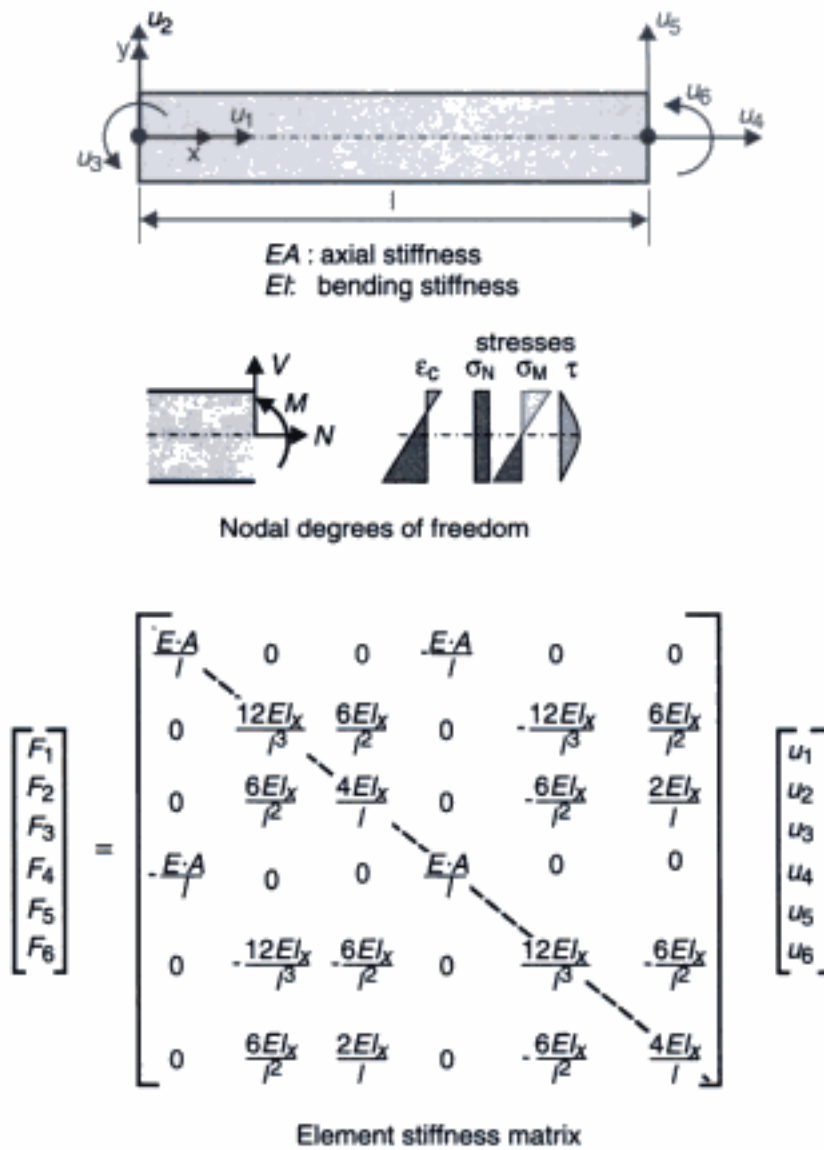 u2
u5
y
u6
u1
u4
u3
x
l
EA : axial stiffness
EI: bending stiffness
stresses
V
εC σN σM τ
M
N
Nodal degrees of freedom
E·A/l 0 0 -E·A/l 0 0
0 12EIx/l³ 6EIx/l² 0 -12EIx/l³ 6EIx/l²
0 6EIx/l² 4EIx/l 0 -6EIx/l² 2EIx/l
-E·A/l 0 0 E·A/l 0 0
0 -12EIx/l³ -6EIx/l² 0 12EIx/l³ -6EIx/l²
0 6EIx/l² 2EIx/l 0 -6EIx/l² 4EIx/l
F1
F2
F3
F4
F5
F6
=
u1
u2
u3
u4
u5
u6
Element stiffness matrix